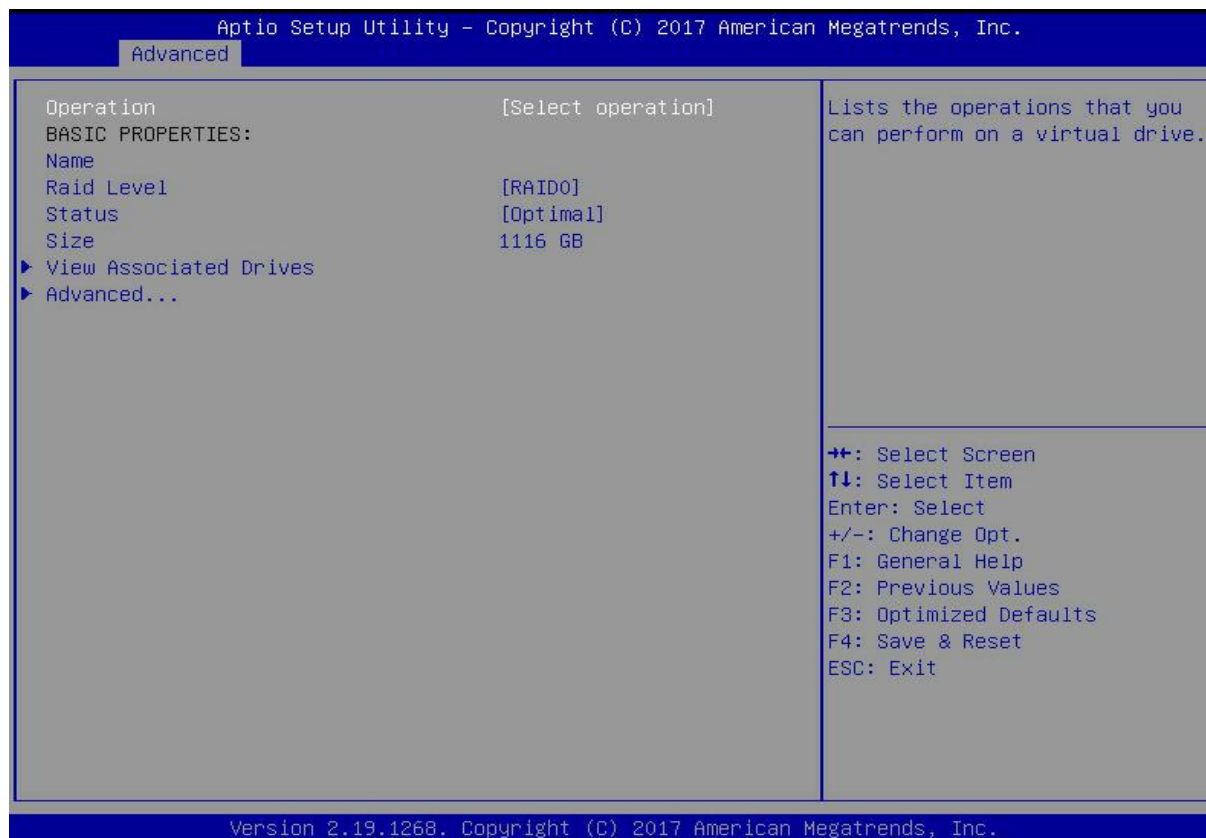 Aptio Setup Utility – Copyright (C) 2017 American Megatrends, Inc.
Advanced
Operation [Select operation]
BASIC PROPERTIES:
Name
Raid Level [RAID0]
Status [Optimal]
Size 1116 GB
▶ View Associated Drives
▶ Advanced...
Lists the operations that you
can perform on a virtual drive.
→←: Select Screen
↑↓: Select Item
Enter: Select
+/-: Change Opt.
F1: General Help
F2: Previous Values
F3: Optimized Defaults
F4: Save & Reset
ESC: Exit
Version 2.19.1268. Copyright (C) 2017 American Megatrends, Inc.